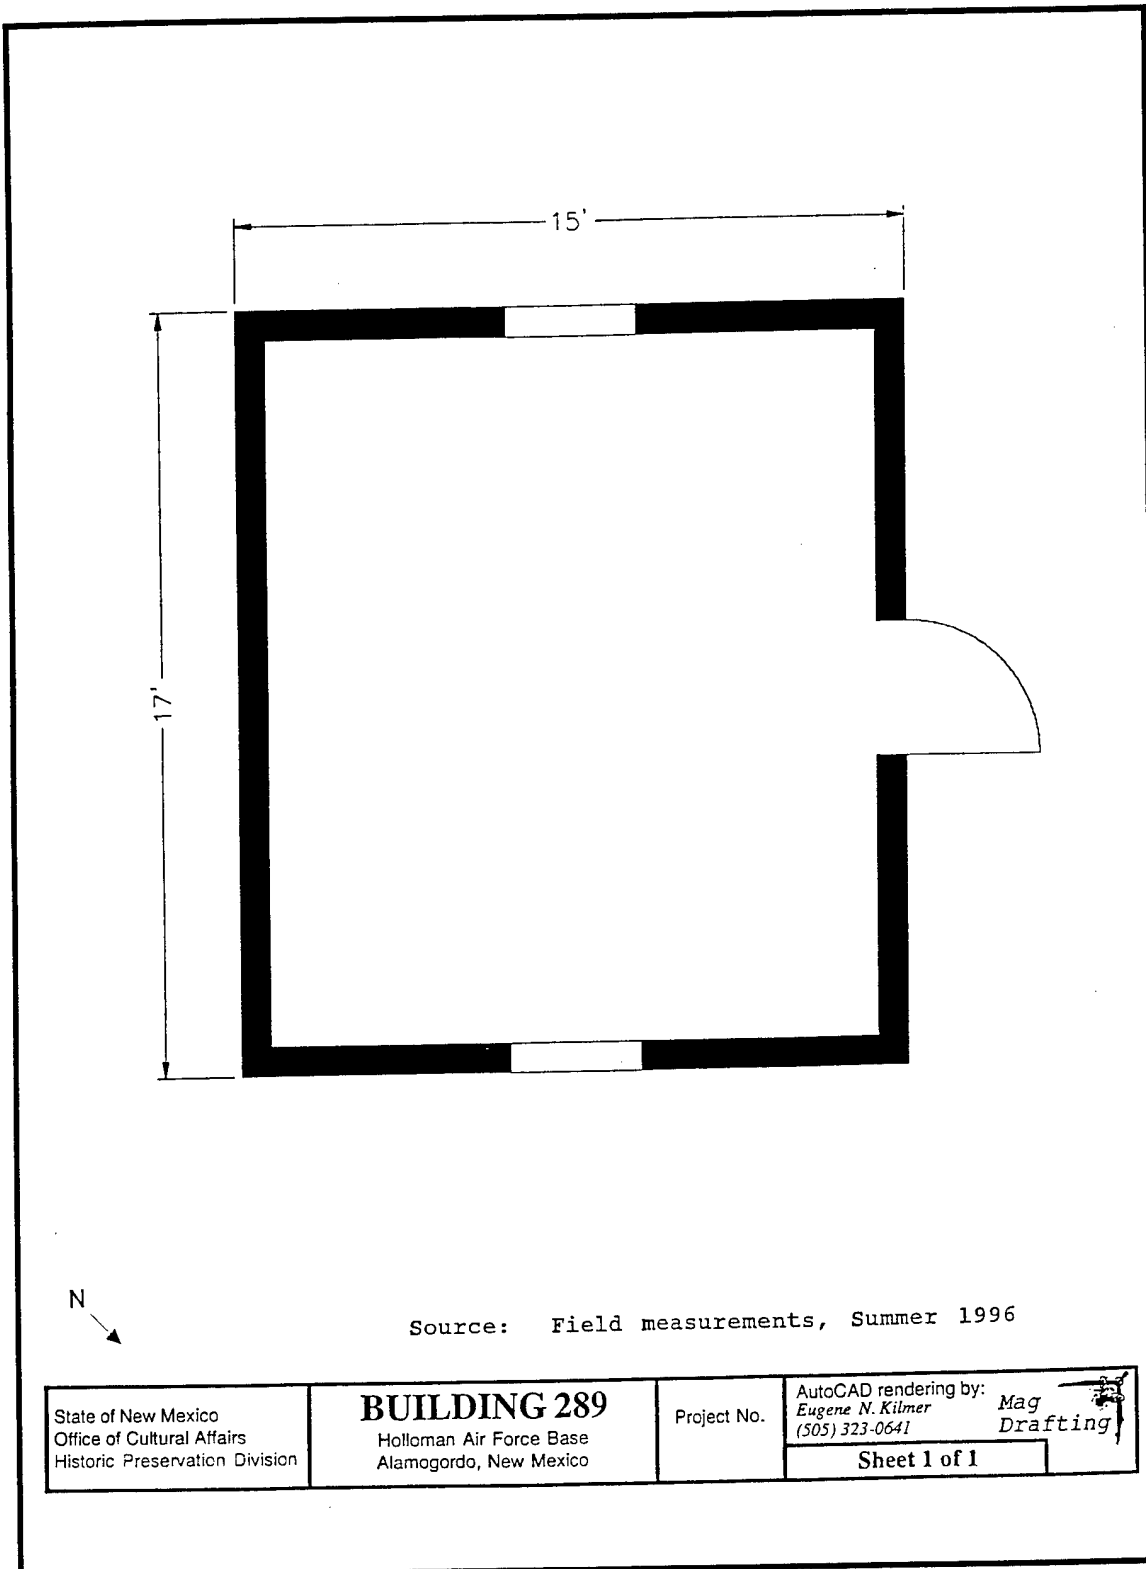 15'
17'
N
Source: Field measurements, Summer 1996
State of New Mexico
Office of Cultural Affairs
Historic Preservation Division
BUILDING 289
Holloman Air Force Base
Alamogordo, New Mexico
Project No.
AutoCAD rendering by:
Eugene N. Kilmer
(505) 323-0641
Mag
Drafting
Sheet 1 of 1